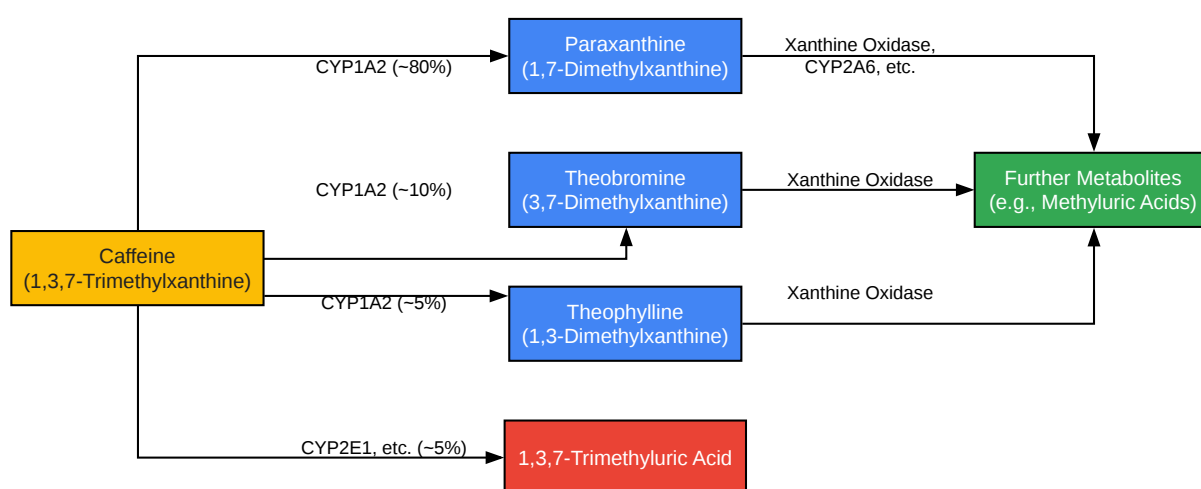 Paraxanthine
(1,7-Dimethylxanthine)
CYP1A2 (~80%)
Xanthine Oxidase,
CYP2A6, etc.
Theobromine
(3,7-Dimethylxanthine)
CYP1A2 (~10%)
Xanthine Oxidase
Further Metabolites
(e.g., Methyluric Acids)
Caffeine
(1,3,7-Trimethylxanthine)
CYP1A2 (~5%)
Theophylline
(1,3-Dimethylxanthine)
Xanthine Oxidase
CYP2E1, etc. (~5%)
1,3,7-Trimethyluric Acid